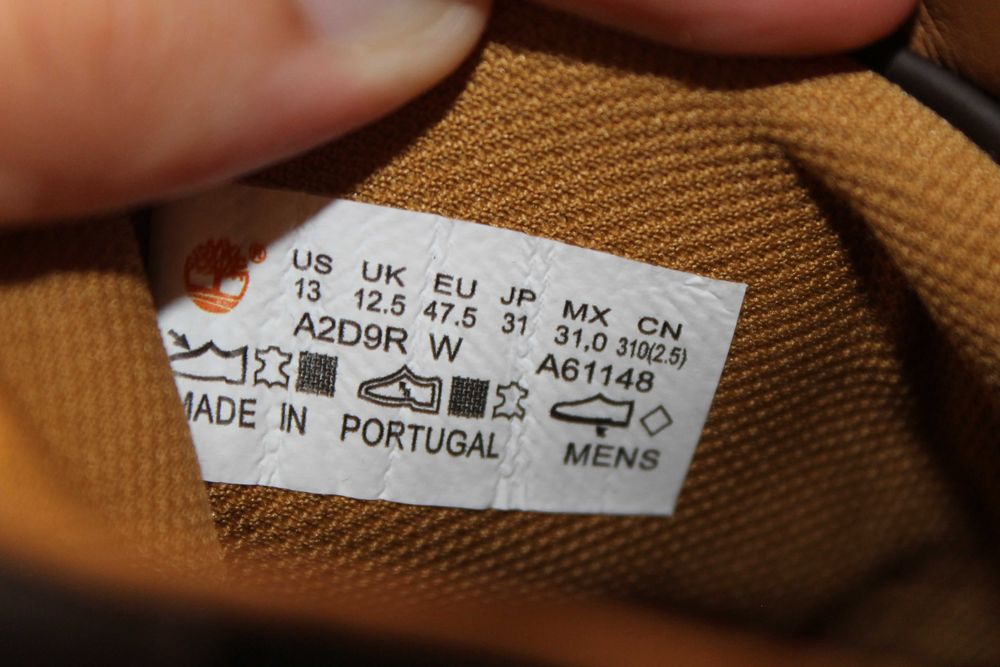 ® US UK EU JP MX CN
13 12.5 47.5 31 31,0 310(2.5)
A2D9R W A61148
MADE IN PORTUGAL MENS